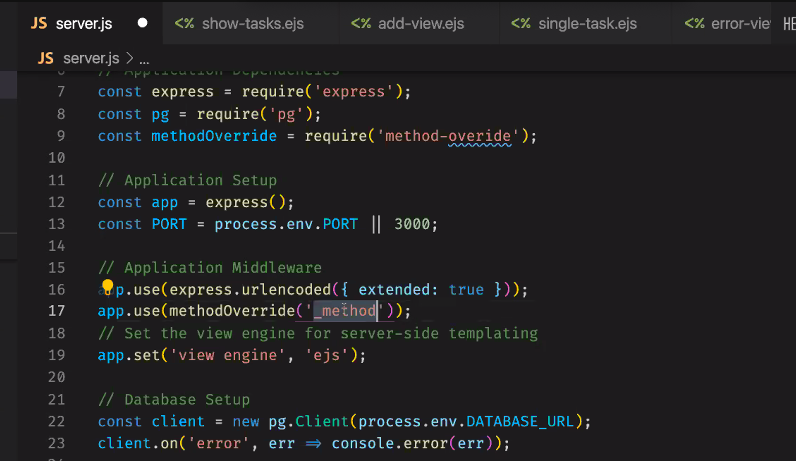 JS server.js ● <% show-tasks.ejs <% add-view.ejs <% single-task.ejs <% error-vie HE
JS server.js > ...
6 // Application Dependencies
7 const express = require('express');
8 const pg = require('pg');
9 const methodOverride = require('method-overide');
10
11 // Application Setup
12 const app = express();
13 const PORT = process.env.PORT || 3000;
14
15 // Application Middleware
16 app.use(express.urlencoded({ extended: true }));
17 app.use(methodOverride('_method'));
18 // Set the view engine for server-side templating
19 app.set('view engine', 'ejs');
20
21 // Database Setup
22 const client = new pg.Client(process.env.DATABASE_URL);
23 client.on('error', err => console.error(err));